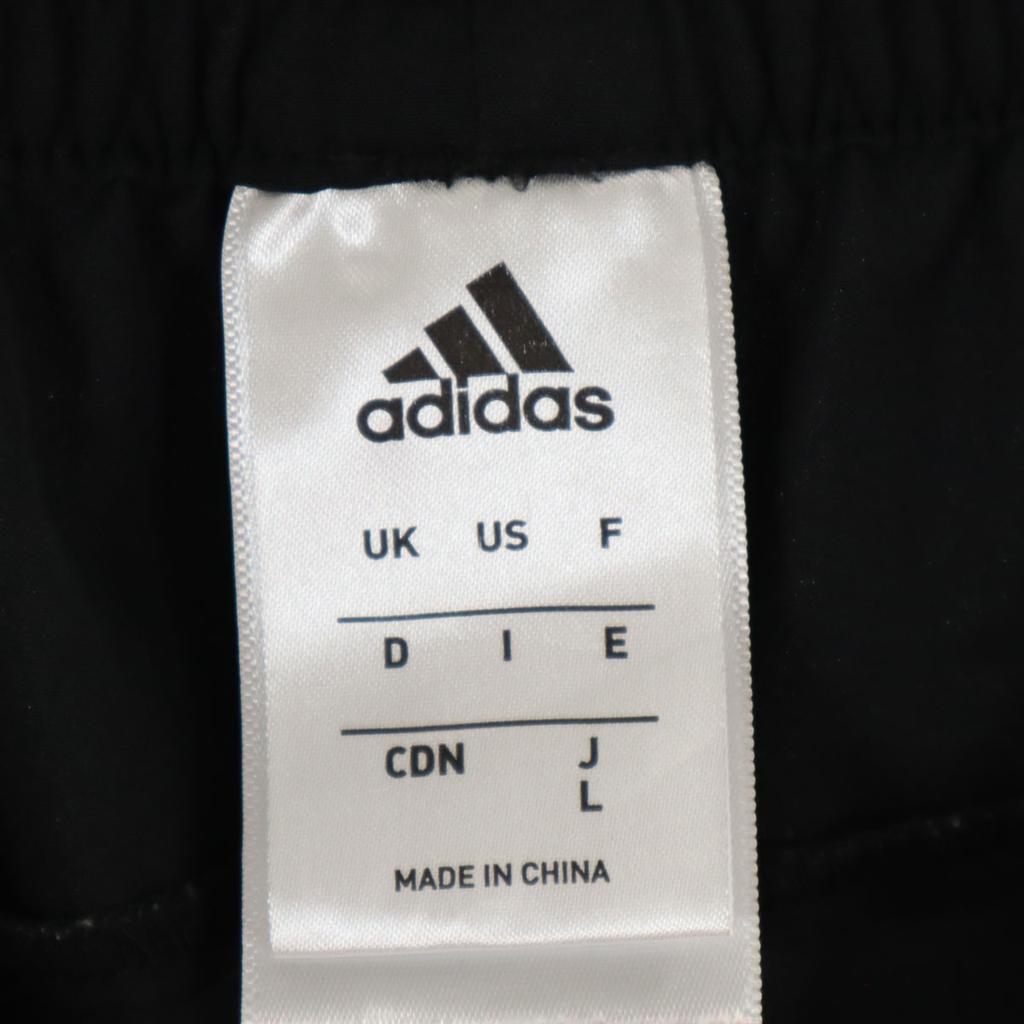 adidas
UK US F
D I E
CDN J
L
MADE IN CHINA